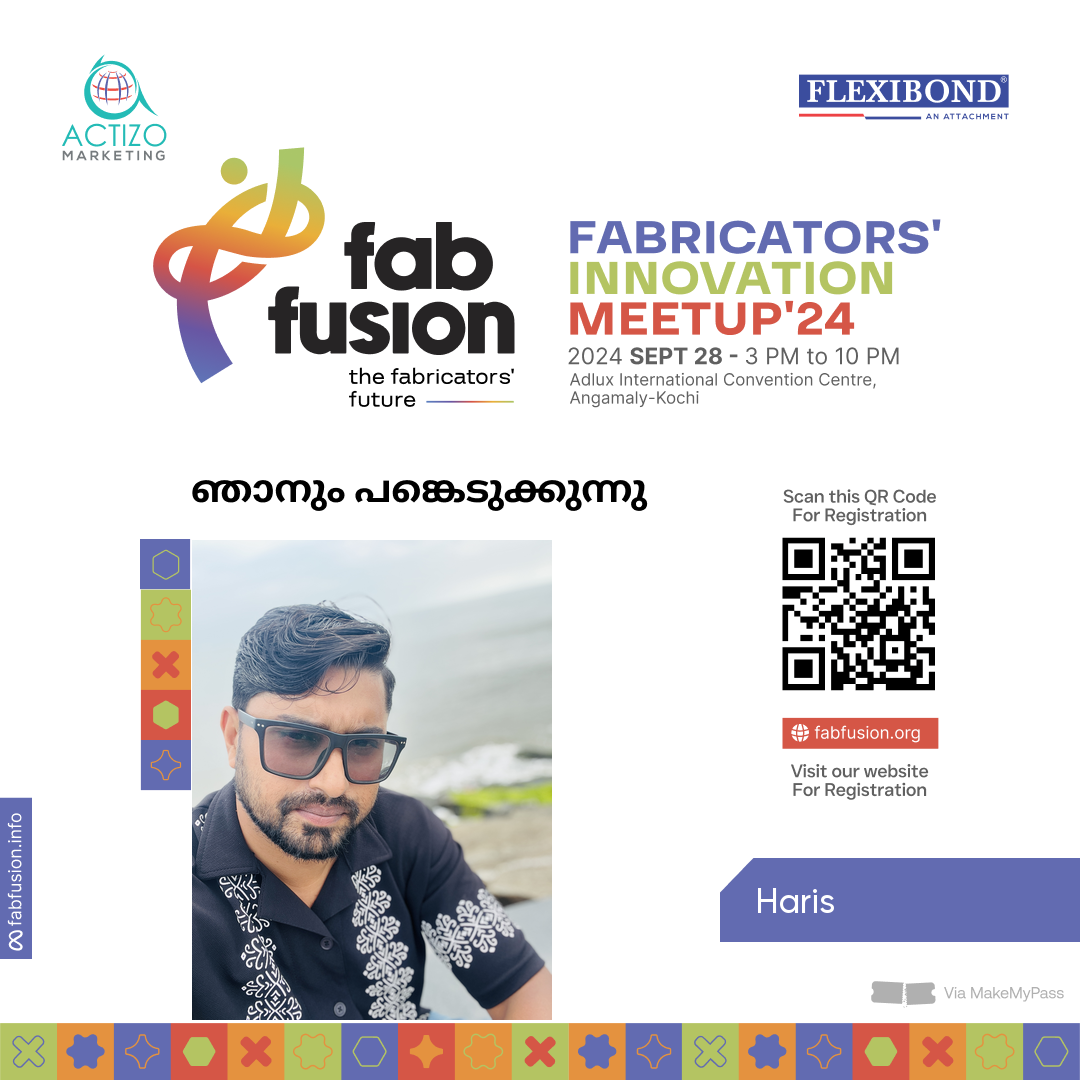 ACTIZO
MARKETING
FLEXIBOND®
AN ATTACHMENT
fab
fusion
the fabricators'
future
FABRICATORS'
INNOVATION
MEETUP'24
2024 SEPT 28 - 3 PM to 10 PM
Adlux International Convention Centre,
Angamaly-Kochi
ഞാനും പങ്കെടുക്കുന്നു
Scan this QR Code
For Registration
fabfusion.org
Visit our website
For Registration
fabfusion.info
Haris
Via MakeMyPass